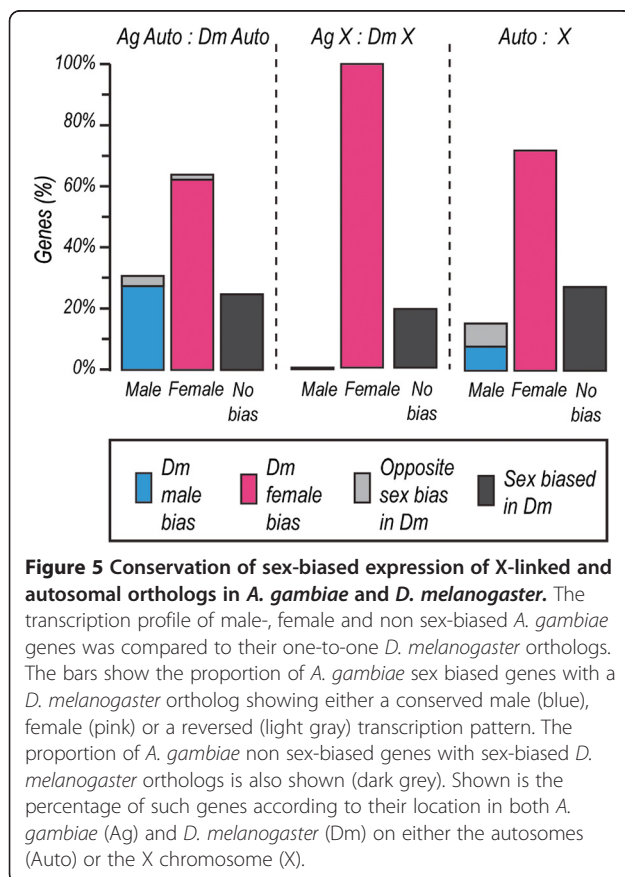 Ag Auto : Dm Auto
Ag X : Dm X
Auto : X
Genes (%)
100%
80%
60%
40%
20%
0%
Male
Female
No
bias
Male
Female
No
bias
Male
Female
No
bias
Dm
male
bias
Dm
female
bias
Opposite
sex bias
in Dm
Sex biased
in Dm
Figure 5 Conservation of sex-biased expression of X-linked and
autosomal orthologs in A. gambiae and D. melanogaster. The
transcription profile of male-, female and non sex-biased A. gambiae
genes was compared to their one-to-one D. melanogaster orthologs.
The bars show the proportion of A. gambiae sex biased genes with a
D. melanogaster ortholog showing either a conserved male (blue),
female (pink) or a reversed (light gray) transcription pattern. The
proportion of A. gambiae non sex-biased genes with sex-biased D.
melanogaster orthologs is also shown (dark grey). Shown is the
percentage of such genes according to their location in both A.
gambiae (Ag) and D. melanogaster (Dm) on either the autosomes
(Auto) or the X chromosome (X).